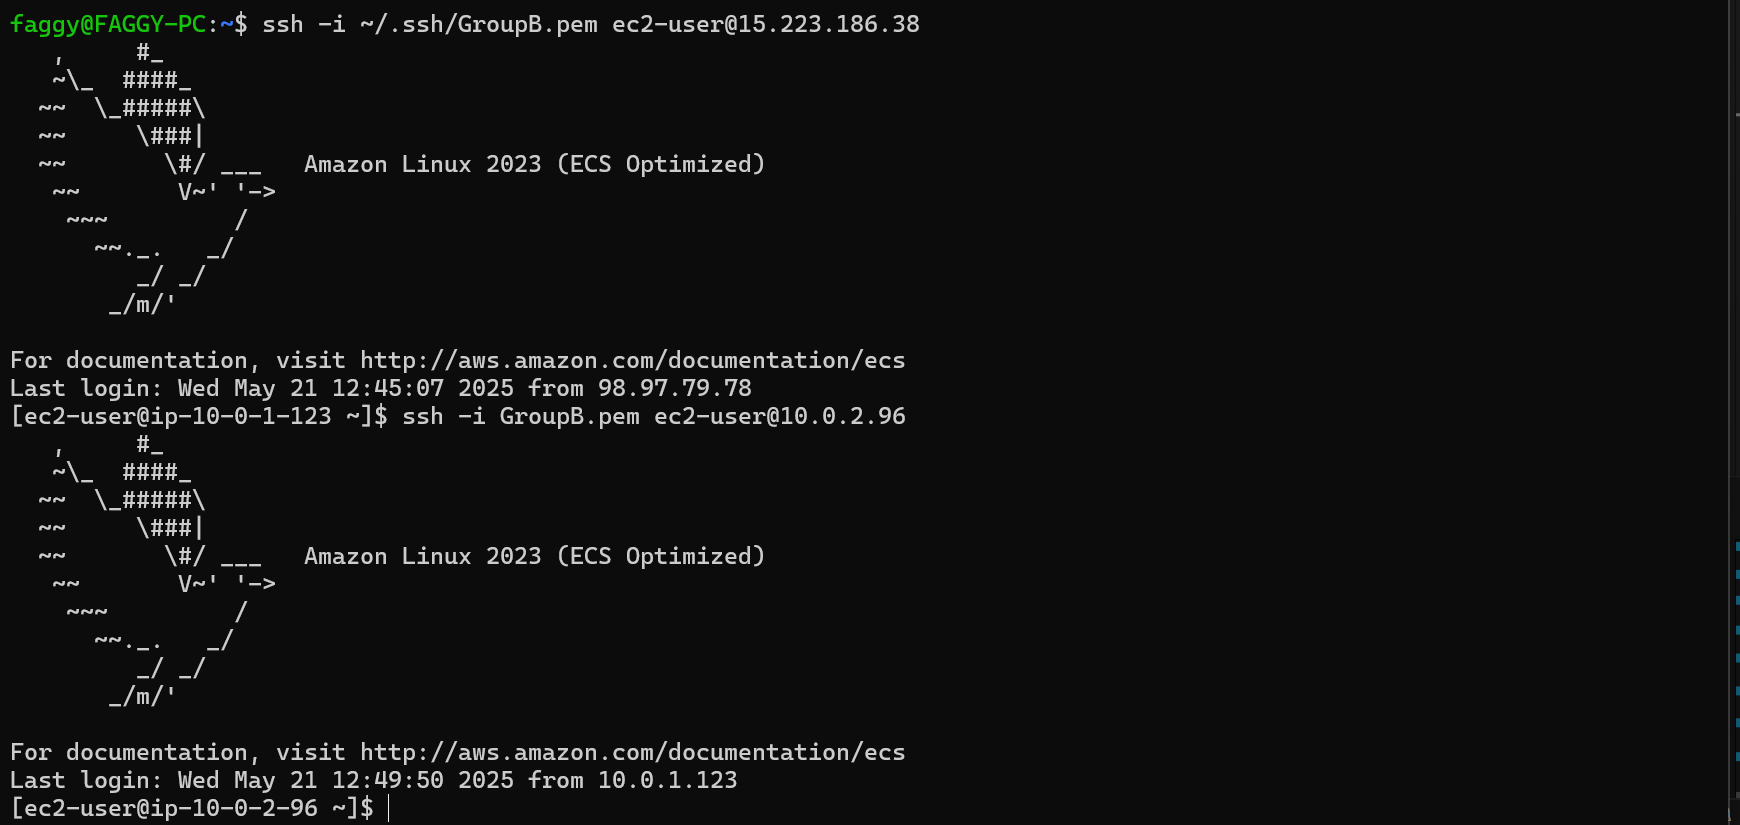 faggy@FAGGY-PC:~$ ssh -i ~/.ssh/GroupB.pem ec2-user@15.223.186.38
   ,     #_
   ~\_  ####_
  ~~  \_#####\
  ~~     \###|
  ~~       \#/ ___   Amazon Linux 2023 (ECS Optimized)
   ~~       V~' '->
    ~~~         /
      ~~._.   _/
         _/ _/
       _/m/'
For documentation, visit http://aws.amazon.com/documentation/ecs
Last login: Wed May 21 12:45:07 2025 from 98.97.79.78
[ec2-user@ip-10-0-1-123 ~]$ ssh -i GroupB.pem ec2-user@10.0.2.96
   ,     #_
   ~\_  ####_
  ~~  \_#####\
  ~~     \###|
  ~~       \#/ ___   Amazon Linux 2023 (ECS Optimized)
   ~~       V~' '->
    ~~~         /
      ~~._.   _/
         _/ _/
       _/m/'
For documentation, visit http://aws.amazon.com/documentation/ecs
Last login: Wed May 21 12:49:50 2025 from 10.0.1.123
[ec2-user@ip-10-0-2-96 ~]$